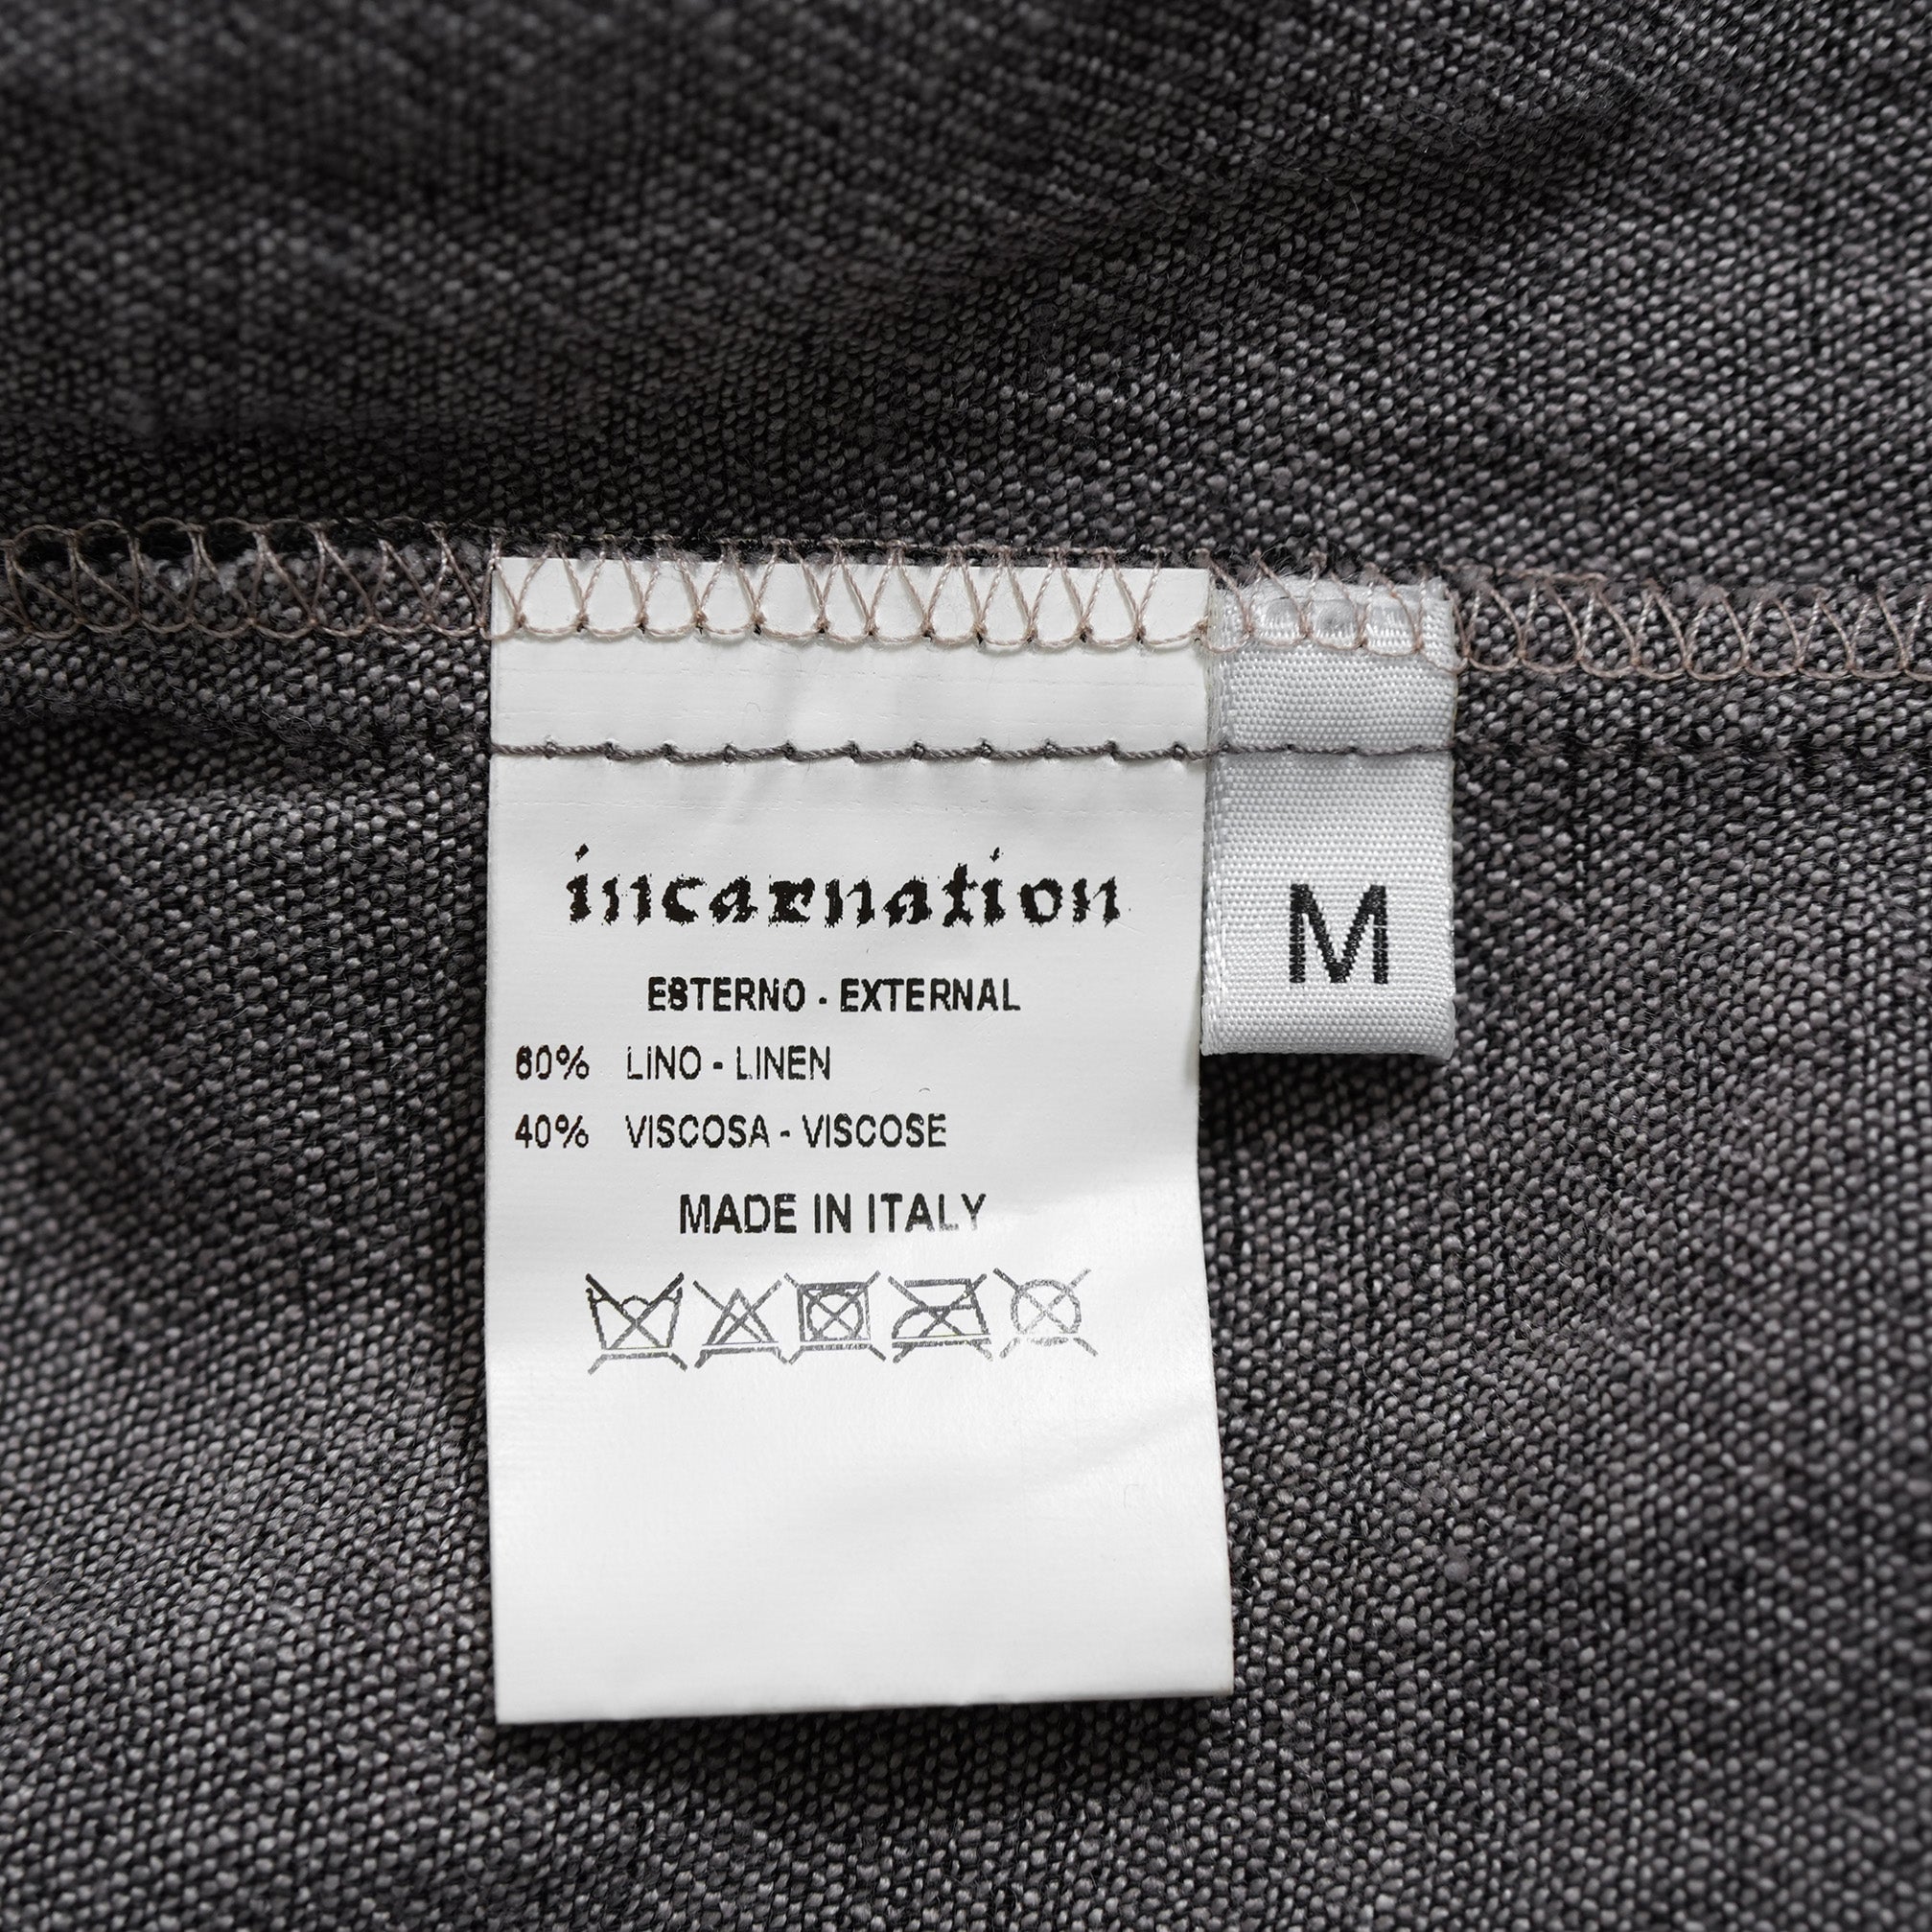 incarnation
ESTERNO - EXTERNAL
60% LINO - LINEN
40% VISCOSA - VISCOSE
MADE IN ITALY
M